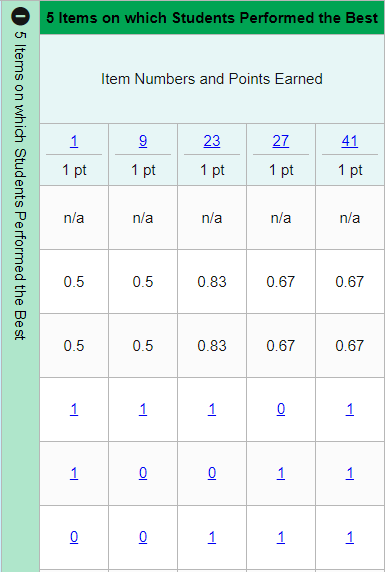 5 Items on which Students Performed the Best
5 Items on which Students Performed the Best
Item Numbers and Points Earned
1 9 23 27 41
1 pt 1 pt 1 pt 1 pt 1 pt
n/a n/a n/a n/a n/a
0.5 0.5 0.83 0.67 0.67
0.5 0.5 0.83 0.67 0.67
1 1 1 0 1
1 0 0 1 1
0 0 1 1 1